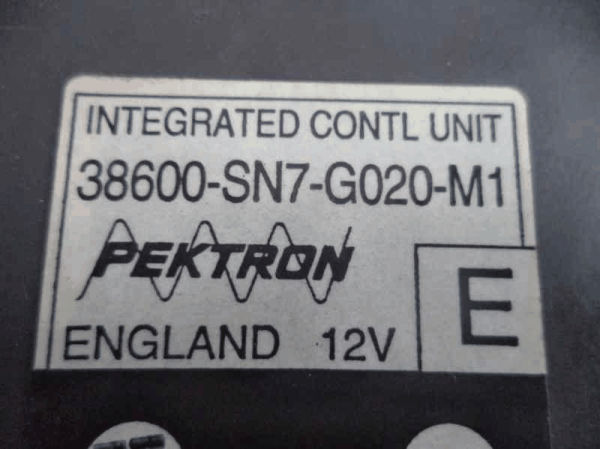 INTEGRATED CONTL UNIT
38600-SN7-G020-M1
PEKTRON
E
ENGLAND 12V